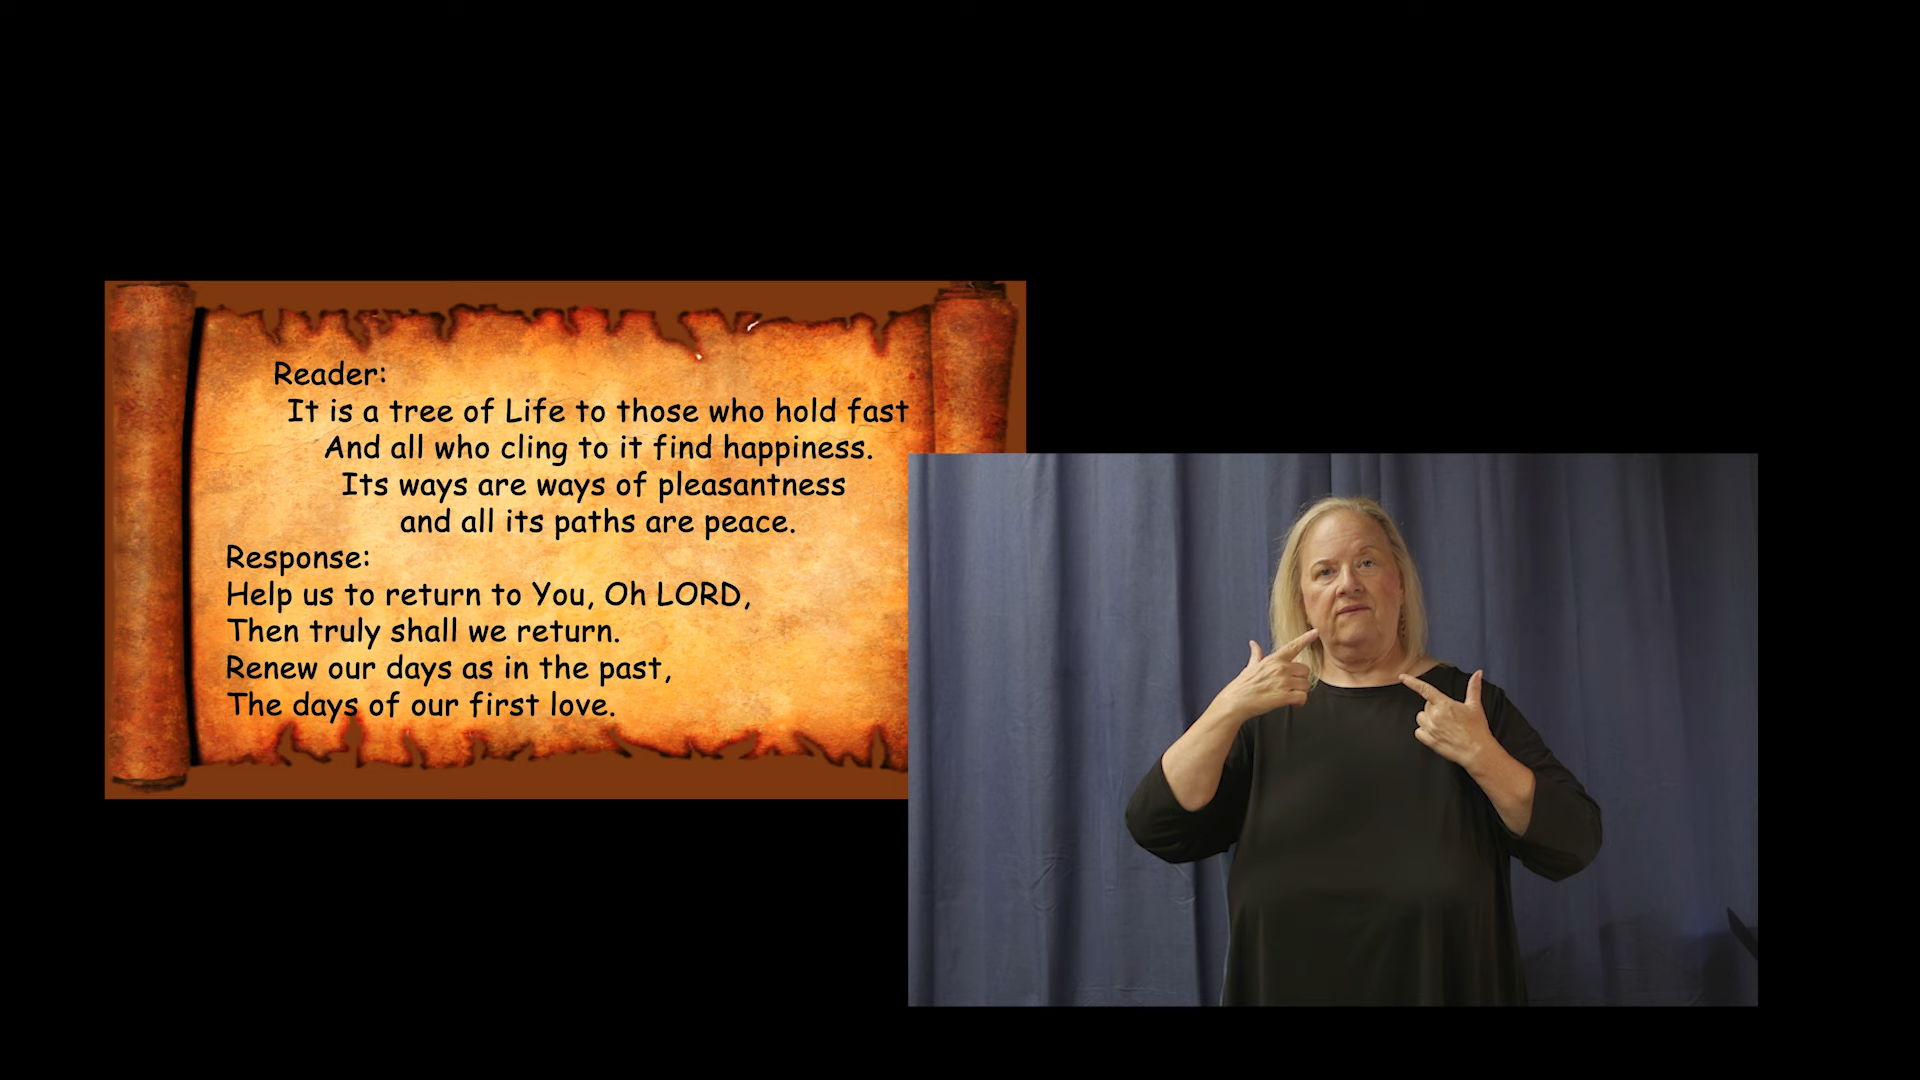 Reader:
It is a tree of Life to those who hold fast
And all who cling to it find happiness.
Its ways are ways of pleasantness
and all its paths are peace.
Response:
Help us to return to You, Oh LORD,
Then truly shall we return.
Renew our days as in the past,
The days of our first love.